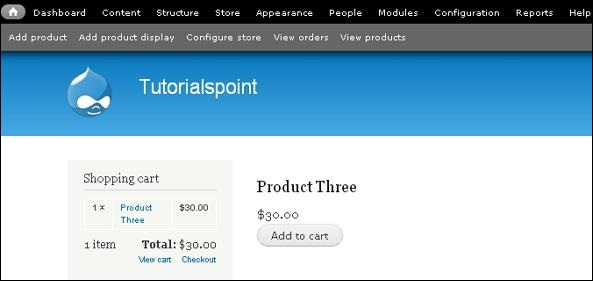 Dashboard Content Structure Store Appearance People Modules Configuration Reports Help
Add product Add product display Configure store View orders View products
Tutorialspoint
Shopping cart
1 × Product Three $30.00
1 item Total: $30.00
View cart Checkout
Product Three
$30.00
Add to cart